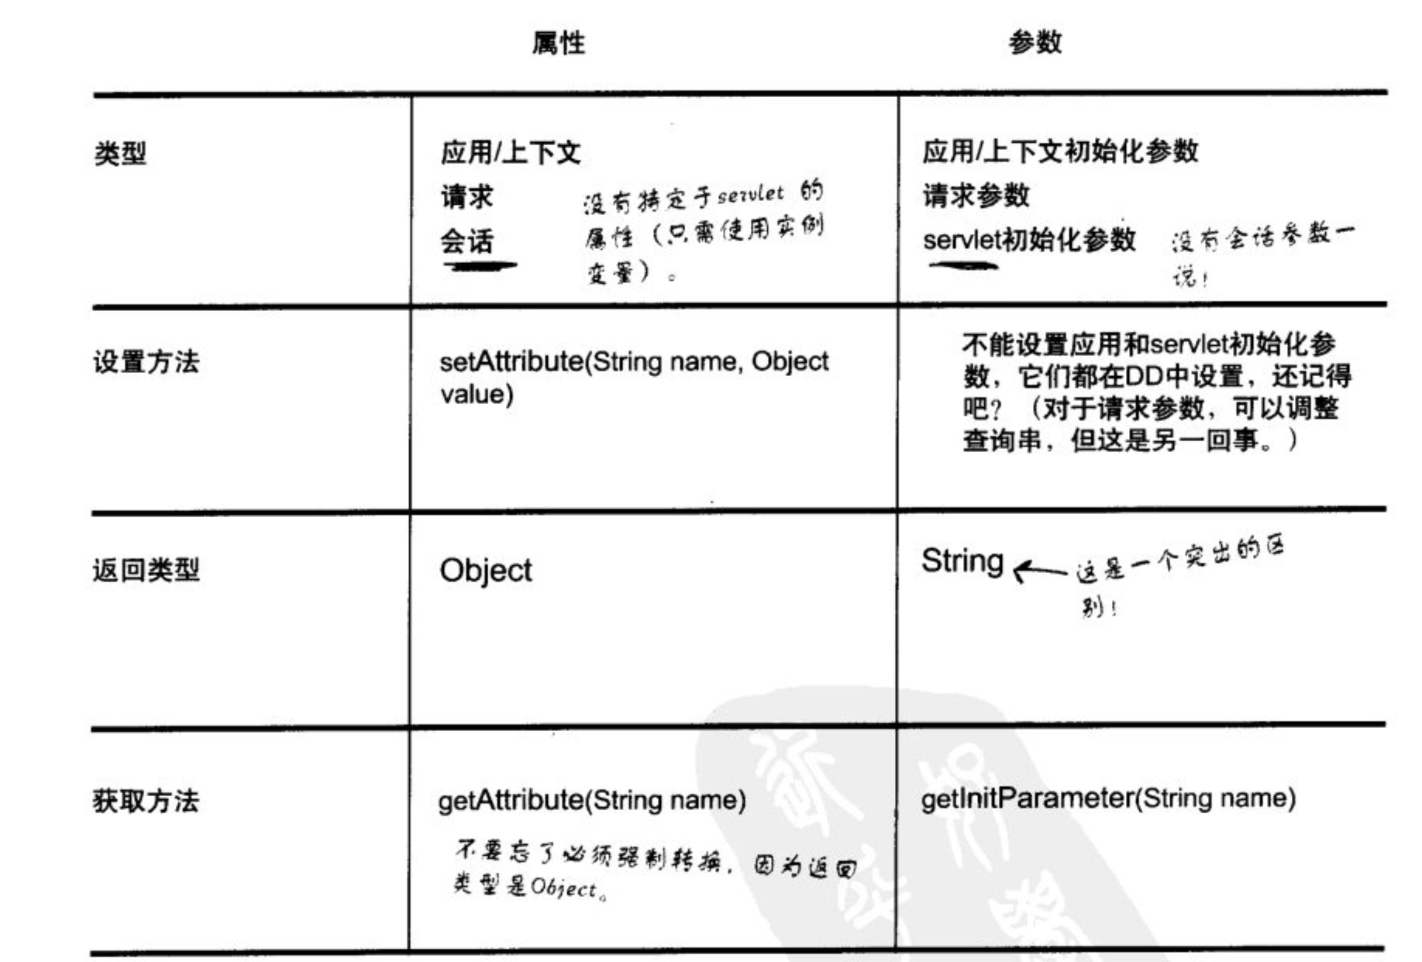 属性
参数
类型
应用/上下文
请求
会话
没有特定于servlet 的
属性（只需使用实例
变量）。
应用/上下文初始化参数
请求参数
servlet初始化参数
没有会话参数一
说！
设置方法
setAttribute(String name, Object
value)
不能设置应用和servlet初始化参
数，它们都在DD中设置，还记得
吧？（对于请求参数，可以调整
查询串，但这是另一回事。）
返回类型
Object
String
这是一个突出的区
别！
获取方法
getAttribute(String name)
不要忘了必须强制转换，因为返回
类型是Object。
getInitParameter(String name)